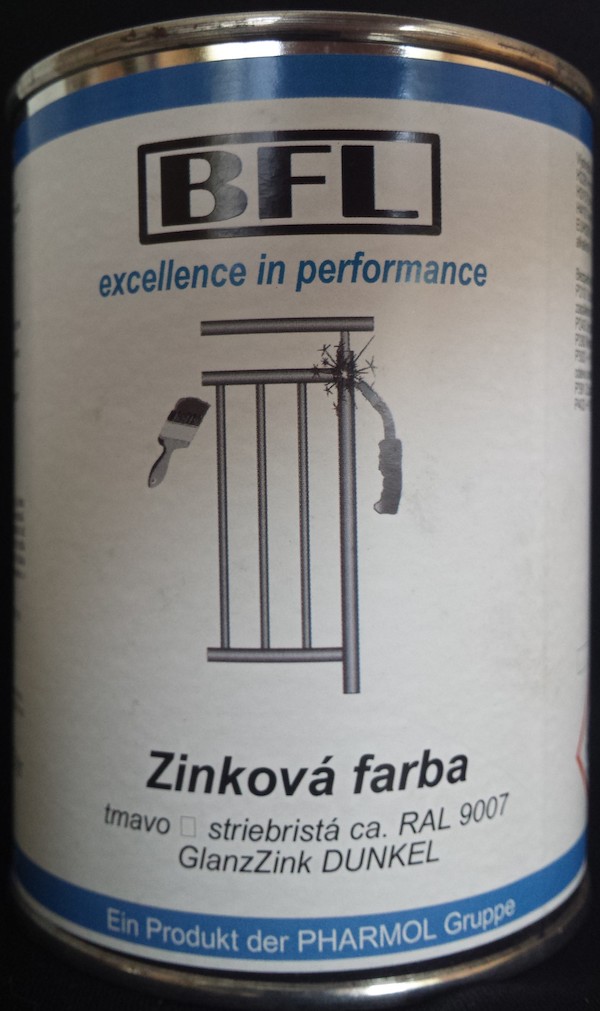 BFL
excellence in performance
Zinková farba
tmavo □ striebristá ca. RAL 9007
GlanzZink DUNKEL
Ein Produkt der PHARMOL Gruppe